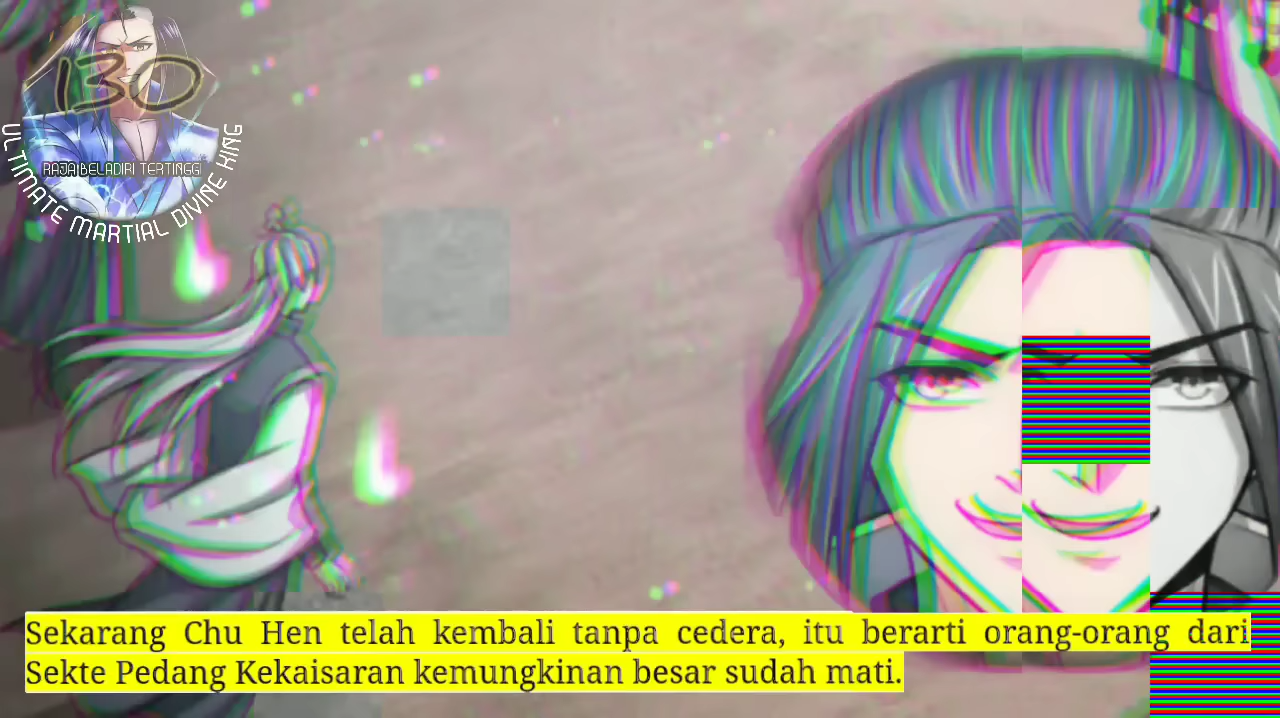 130
RAJA BELADIRI TERTINGGI
ULTIMATE MARTIAL DIVINE KING
Sekarang Chu Hen telah kembali tanpa cedera, itu berarti orang-orang dari
Sekte Pedang Kekaisaran kemungkinan besar sudah mati.